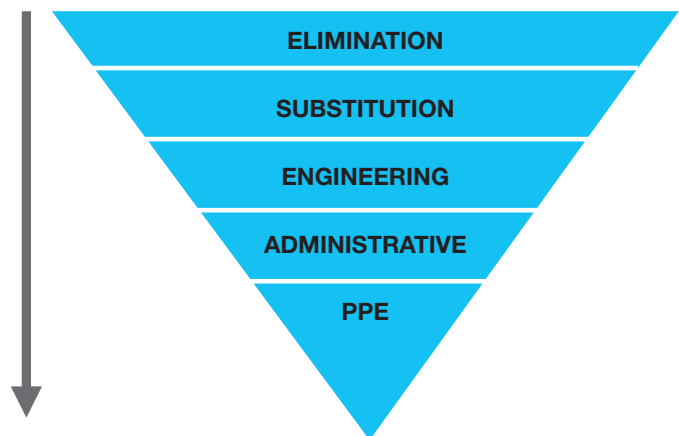 ELIMINATION
SUBSTITUTION
ENGINEERING
ADMINISTRATIVE
PPE